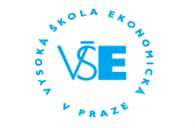 VYSOKÁ ŠKOLA EKONOMICKÁ
VŠE
V PRAZE